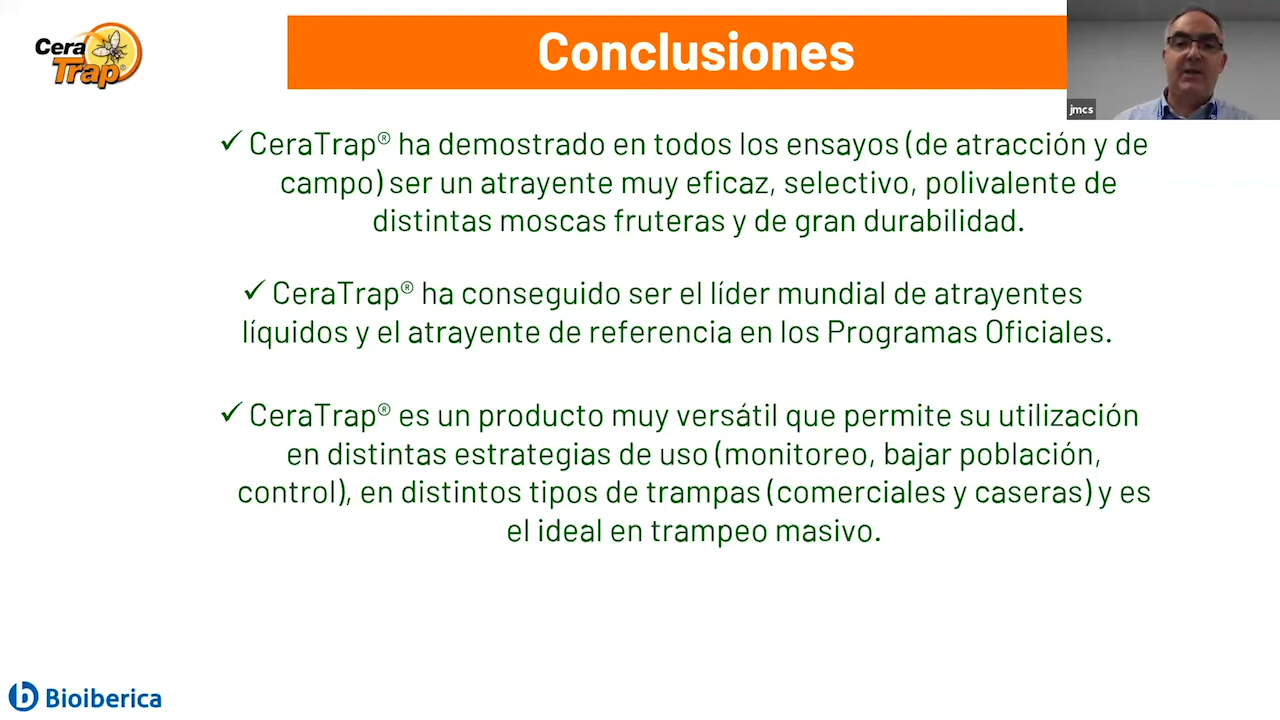 Cera
Trap®
Conclusiones
jmcs
✓ CeraTrap® ha demostrado en todos los ensayos (de atracción y de
campo) ser un atrayente muy eficaz, selectivo, polivalente de
distintas moscas fruteras y de gran durabilidad.
✓ CeraTrap® ha conseguido ser el líder mundial de atrayentes
líquidos y el atrayente de referencia en los Programas Oficiales.
✓ CeraTrap® es un producto muy versátil que permite su utilización
en distintas estrategias de uso (monitoreo, bajar población,
control), en distintos tipos de trampas (comerciales y caseras) y es
el ideal en trampeo masivo.
b Bioiberica